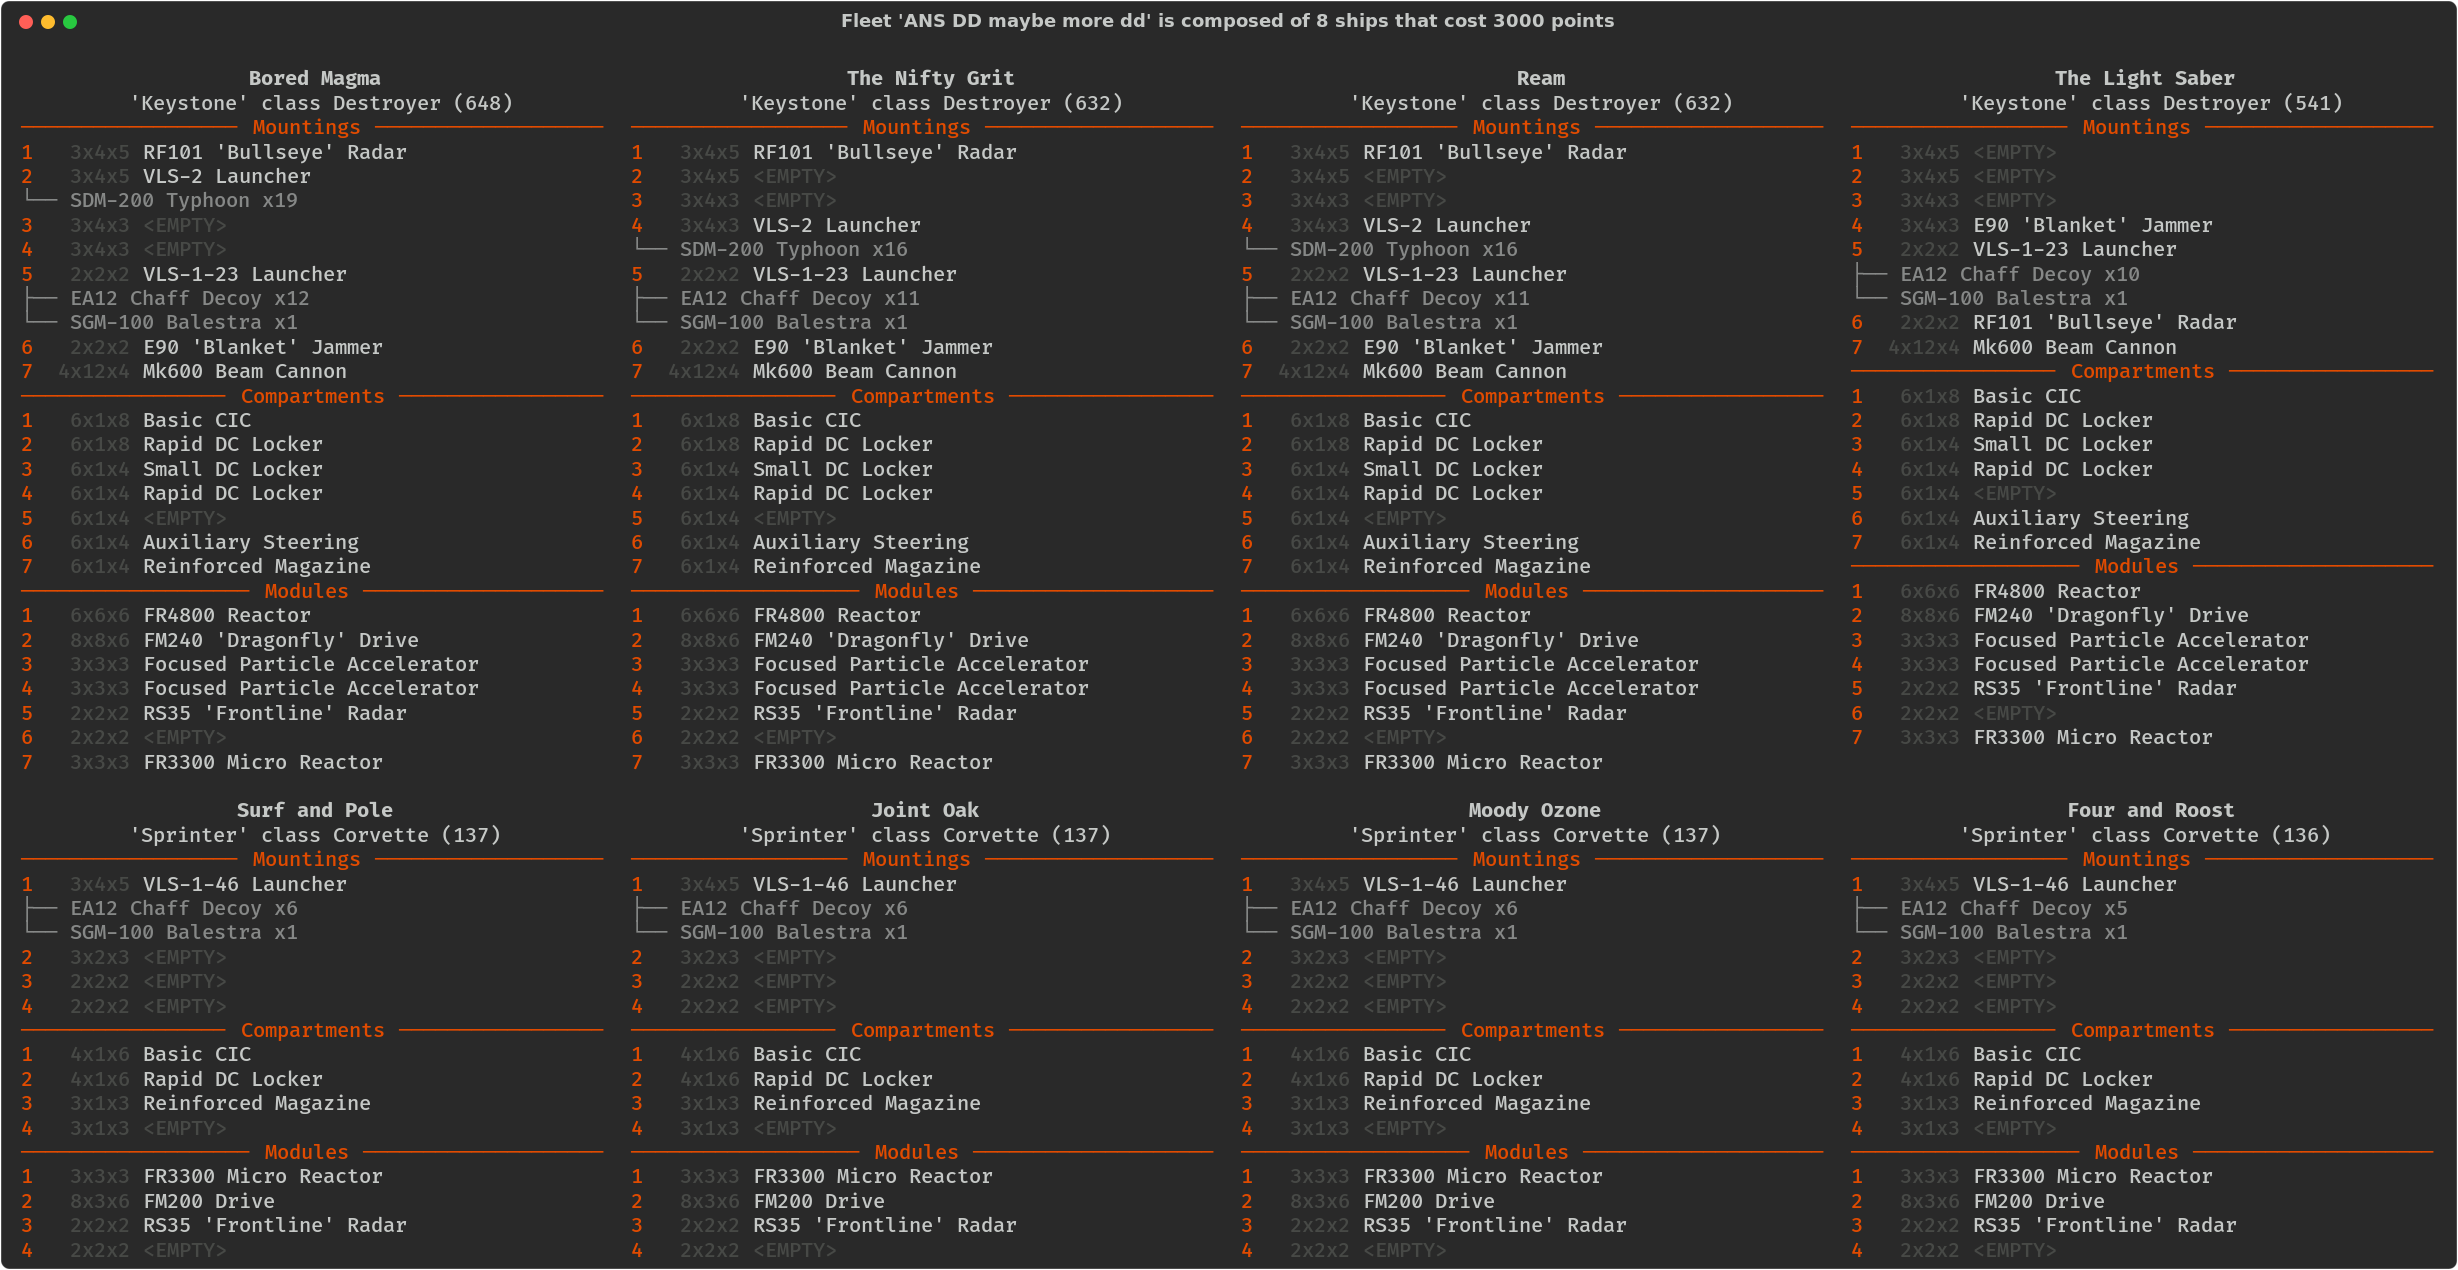 Fleet 'ANS DD maybe more dd' is composed of 8 ships that cost 3000 points
Bored Magma
'Keystone' class Destroyer (648)
Mountings
1 3x4x5 RF101 'Bullseye' Radar
2 3x4x5 VLS-2 Launcher
SDM-200 Typhoon x19
3 3x4x3 <EMPTY>
4 3x4x3 <EMPTY>
5 2x2x2 VLS-1-23 Launcher
EA12 Chaff Decoy x12
SGM-100 Balestra x1
6 2x2x2 E90 'Blanket' Jammer
7 4x12x4 Mk600 Beam Cannon
Compartments
1 6x1x8 Basic CIC
2 6x1x8 Rapid DC Locker
3 6x1x4 Small DC Locker
4 6x1x4 Rapid DC Locker
5 6x1x4 <EMPTY>
6 6x1x4 Auxiliary Steering
7 6x1x4 Reinforced Magazine
Modules
1 6x6x6 FR4800 Reactor
2 8x8x6 FM240 'Dragonfly' Drive
3 3x3x3 Focused Particle Accelerator
4 3x3x3 Focused Particle Accelerator
5 2x2x2 RS35 'Frontline' Radar
6 2x2x2 <EMPTY>
7 3x3x3 FR3300 Micro Reactor
The Nifty Grit
'Keystone' class Destroyer (632)
Mountings
1 3x4x5 RF101 'Bullseye' Radar
2 3x4x5 <EMPTY>
3 3x4x3 <EMPTY>
4 3x4x3 VLS-2 Launcher
SDM-200 Typhoon x16
5 2x2x2 VLS-1-23 Launcher
EA12 Chaff Decoy x11
SGM-100 Balestra x1
6 2x2x2 E90 'Blanket' Jammer
7 4x12x4 Mk600 Beam Cannon
Compartments
1 6x1x8 Basic CIC
2 6x1x8 Rapid DC Locker
3 6x1x4 Small DC Locker
4 6x1x4 Rapid DC Locker
5 6x1x4 <EMPTY>
6 6x1x4 Auxiliary Steering
7 6x1x4 Reinforced Magazine
Modules
1 6x6x6 FR4800 Reactor
2 8x8x6 FM240 'Dragonfly' Drive
3 3x3x3 Focused Particle Accelerator
4 3x3x3 Focused Particle Accelerator
5 2x2x2 RS35 'Frontline' Radar
6 2x2x2 <EMPTY>
7 3x3x3 FR3300 Micro Reactor
Ream
'Keystone' class Destroyer (632)
Mountings
1 3x4x5 RF101 'Bullseye' Radar
2 3x4x5 <EMPTY>
3 3x4x3 <EMPTY>
4 3x4x3 VLS-2 Launcher
SDM-200 Typhoon x16
5 2x2x2 VLS-1-23 Launcher
EA12 Chaff Decoy x11
SGM-100 Balestra x1
6 2x2x2 E90 'Blanket' Jammer
7 4x12x4 Mk600 Beam Cannon
Compartments
1 6x1x8 Basic CIC
2 6x1x8 Rapid DC Locker
3 6x1x4 Small DC Locker
4 6x1x4 Rapid DC Locker
5 6x1x4 <EMPTY>
6 6x1x4 Auxiliary Steering
7 6x1x4 Reinforced Magazine
Modules
1 6x6x6 FR4800 Reactor
2 8x8x6 FM240 'Dragonfly' Drive
3 3x3x3 Focused Particle Accelerator
4 3x3x3 Focused Particle Accelerator
5 2x2x2 RS35 'Frontline' Radar
6 2x2x2 <EMPTY>
7 3x3x3 FR3300 Micro Reactor
The Light Saber
'Keystone' class Destroyer (541)
Mountings
1 3x4x5 <EMPTY>
2 3x4x5 <EMPTY>
3 3x4x3 <EMPTY>
4 3x4x3 E90 'Blanket' Jammer
5 2x2x2 VLS-1-23 Launcher
EA12 Chaff Decoy x10
SGM-100 Balestra x1
6 2x2x2 RF101 'Bullseye' Radar
7 4x12x4 Mk600 Beam Cannon
Compartments
1 6x1x8 Basic CIC
2 6x1x8 Rapid DC Locker
3 6x1x4 Small DC Locker
4 6x1x4 Rapid DC Locker
5 6x1x4 <EMPTY>
6 6x1x4 Auxiliary Steering
7 6x1x4 Reinforced Magazine
Modules
1 6x6x6 FR4800 Reactor
2 8x8x6 FM240 'Dragonfly' Drive
3 3x3x3 Focused Particle Accelerator
4 3x3x3 Focused Particle Accelerator
5 2x2x2 RS35 'Frontline' Radar
6 2x2x2 <EMPTY>
7 3x3x3 FR3300 Micro Reactor
Surf and Pole
'Sprinter' class Corvette (137)
Mountings
1 3x4x5 VLS-1-46 Launcher
EA12 Chaff Decoy x6
SGM-100 Balestra x1
2 3x2x3 <EMPTY>
3 2x2x2 <EMPTY>
4 2x2x2 <EMPTY>
Compartments
1 4x1x6 Basic CIC
2 4x1x6 Rapid DC Locker
3 3x1x3 Reinforced Magazine
4 3x1x3 <EMPTY>
Modules
1 3x3x3 FR3300 Micro Reactor
2 8x3x6 FM200 Drive
3 2x2x2 RS35 'Frontline' Radar
4 2x2x2 <EMPTY>
Joint Oak
'Sprinter' class Corvette (137)
Mountings
1 3x4x5 VLS-1-46 Launcher
EA12 Chaff Decoy x6
SGM-100 Balestra x1
2 3x2x3 <EMPTY>
3 2x2x2 <EMPTY>
4 2x2x2 <EMPTY>
Compartments
1 4x1x6 Basic CIC
2 4x1x6 Rapid DC Locker
3 3x1x3 Reinforced Magazine
4 3x1x3 <EMPTY>
Modules
1 3x3x3 FR3300 Micro Reactor
2 8x3x6 FM200 Drive
3 2x2x2 RS35 'Frontline' Radar
4 2x2x2 <EMPTY>
Moody Ozone
'Sprinter' class Corvette (137)
Mountings
1 3x4x5 VLS-1-46 Launcher
EA12 Chaff Decoy x6
SGM-100 Balestra x1
2 3x2x3 <EMPTY>
3 2x2x2 <EMPTY>
4 2x2x2 <EMPTY>
Compartments
1 4x1x6 Basic CIC
2 4x1x6 Rapid DC Locker
3 3x1x3 Reinforced Magazine
4 3x1x3 <EMPTY>
Modules
1 3x3x3 FR3300 Micro Reactor
2 8x3x6 FM200 Drive
3 2x2x2 RS35 'Frontline' Radar
4 2x2x2 <EMPTY>
Four and Roost
'Sprinter' class Corvette (136)
Mountings
1 3x4x5 VLS-1-46 Launcher
EA12 Chaff Decoy x5
SGM-100 Balestra x1
2 3x2x3 <EMPTY>
3 2x2x2 <EMPTY>
4 2x2x2 <EMPTY>
Compartments
1 4x1x6 Basic CIC
2 4x1x6 Rapid DC Locker
3 3x1x3 Reinforced Magazine
4 3x1x3 <EMPTY>
Modules
1 3x3x3 FR3300 Micro Reactor
2 8x3x6 FM200 Drive
3 2x2x2 RS35 'Frontline' Radar
4 2x2x2 <EMPTY>